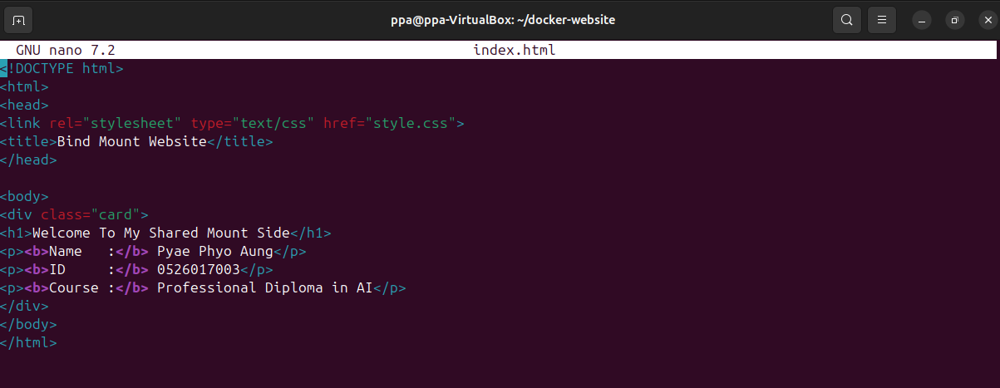 ppa@ppa-VirtualBox: ~/docker-website
GNU nano 7.2 index.html
<!DOCTYPE html>
<html>
<head>
<link rel="stylesheet" type="text/css" href="style.css">
<title>Bind Mount Website</title>
</head>

<body>
<div class="card">
<h1>Welcome To My Shared Mount Side</h1>
<p><b>Name   :</b> Pyae Phyo Aung</p>
<p><b>ID     :</b> 0526017003</p>
<p><b>Course :</b> Professional Diploma in AI</p>
</div>
</body>
</html>